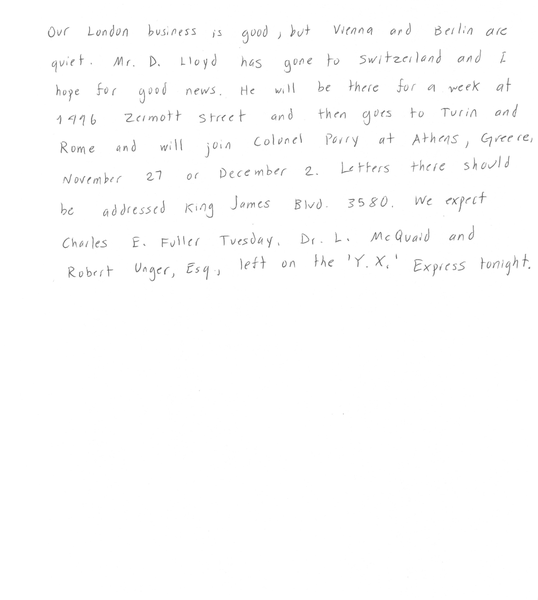 Our London business is good, but Vienna and Berlin are
quiet. Mr. D. Lloyd has gone to Switzerland and I
hope for good news. He will be there for a week at
1496 Zermott Street and then goes to Turin and
Rome and will join Colonel Parry at Athens, Greere,
November 27 or December 2. Letters there should
be addressed King James Blvd. 3580. We expect
Charles E. Fuller Tuesday. Dr. L. McQuaid and
Robert Unger, Esq., left on the 'Y.X.' Express tonight.